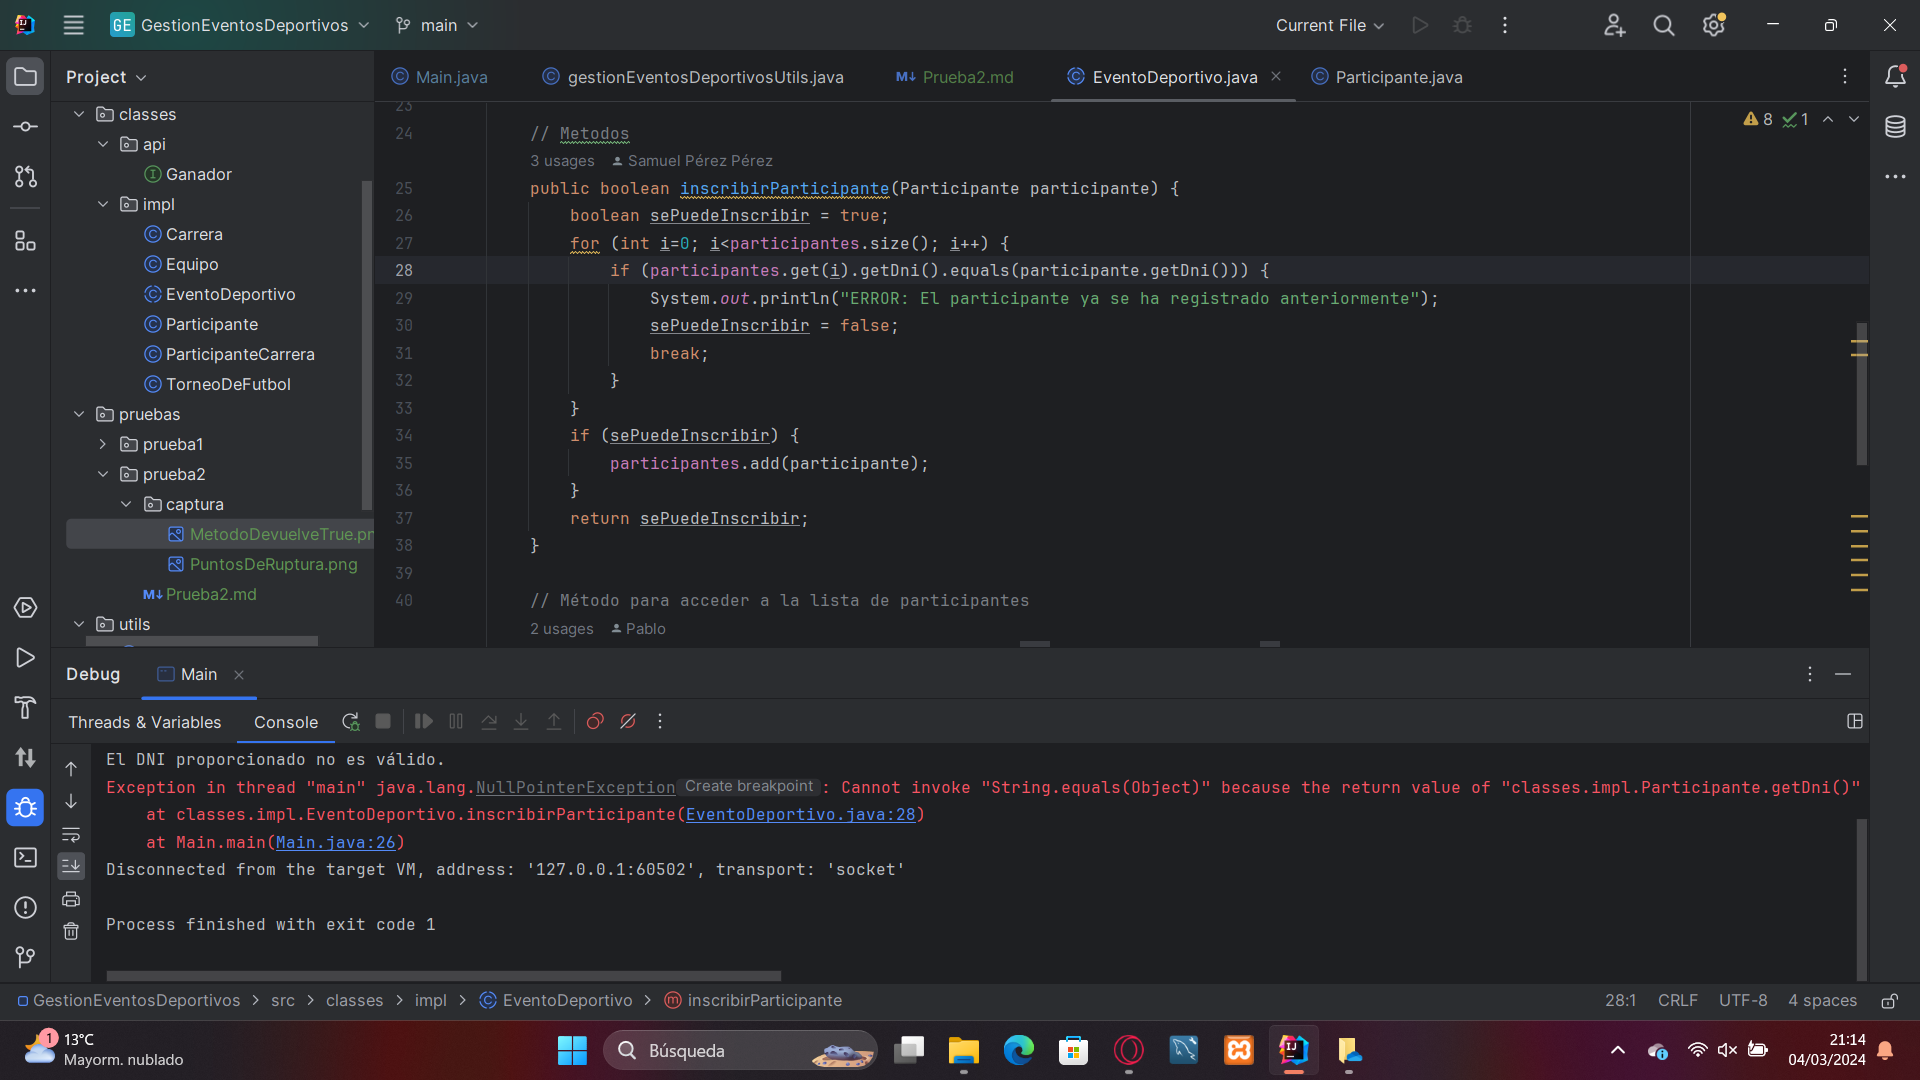 GE GestionEventosDeportivos main Current File
Project
classes
api
Ganador
impl
Carrera
Equipo
EventoDeportivo
Participante
ParticipanteCarrera
TorneoDeFutbol
pruebas
prueba1
prueba2
captura
MetodoDevuelveTrue.pn
PuntosDeRuptura.png
M↓ Prueba2.md
utils
Main.java gestionEventosDeportivosUtils.java M↓ Prueba2.md EventoDeportivo.java Participante.java
8 1
23
24 // Metodos
3 usages Samuel Pérez Pérez
25 public boolean inscribirParticipante(Participante participante) {
26 boolean sePuedeInscribir = true;
27 for (int i=0; i<participantes.size(); i++) {
28 if (participantes.get(i).getDni().equals(participante.getDni())) {
29 System.out.println("ERROR: El participante ya se ha registrado anteriormente");
30 sePuedeInscribir = false;
31 break;
32 }
33 }
34 if (sePuedeInscribir) {
35 participantes.add(participante);
36 }
37 return sePuedeInscribir;
38 }
39
40 // Método para acceder a la lista de participantes
2 usages Pablo
Debug Main
Threads & Variables Console
El DNI proporcionado no es válido.
Exception in thread "main" java.lang.NullPointerException Create breakpoint : Cannot invoke "String.equals(Object)" because the return value of "classes.impl.Participante.getDni()"
at classes.impl.EventoDeportivo.inscribirParticipante(EventoDeportivo.java:28)
at Main.main(Main.java:26)
Disconnected from the target VM, address: '127.0.0.1:60502', transport: 'socket'
Process finished with exit code 1
GestionEventosDeportivos > src > classes > impl > EventoDeportivo > inscribirParticipante 28:1 CRLF UTF-8 4 spaces
1 13°C
Mayorm. nublado
Búsqueda
21:14
04/03/2024